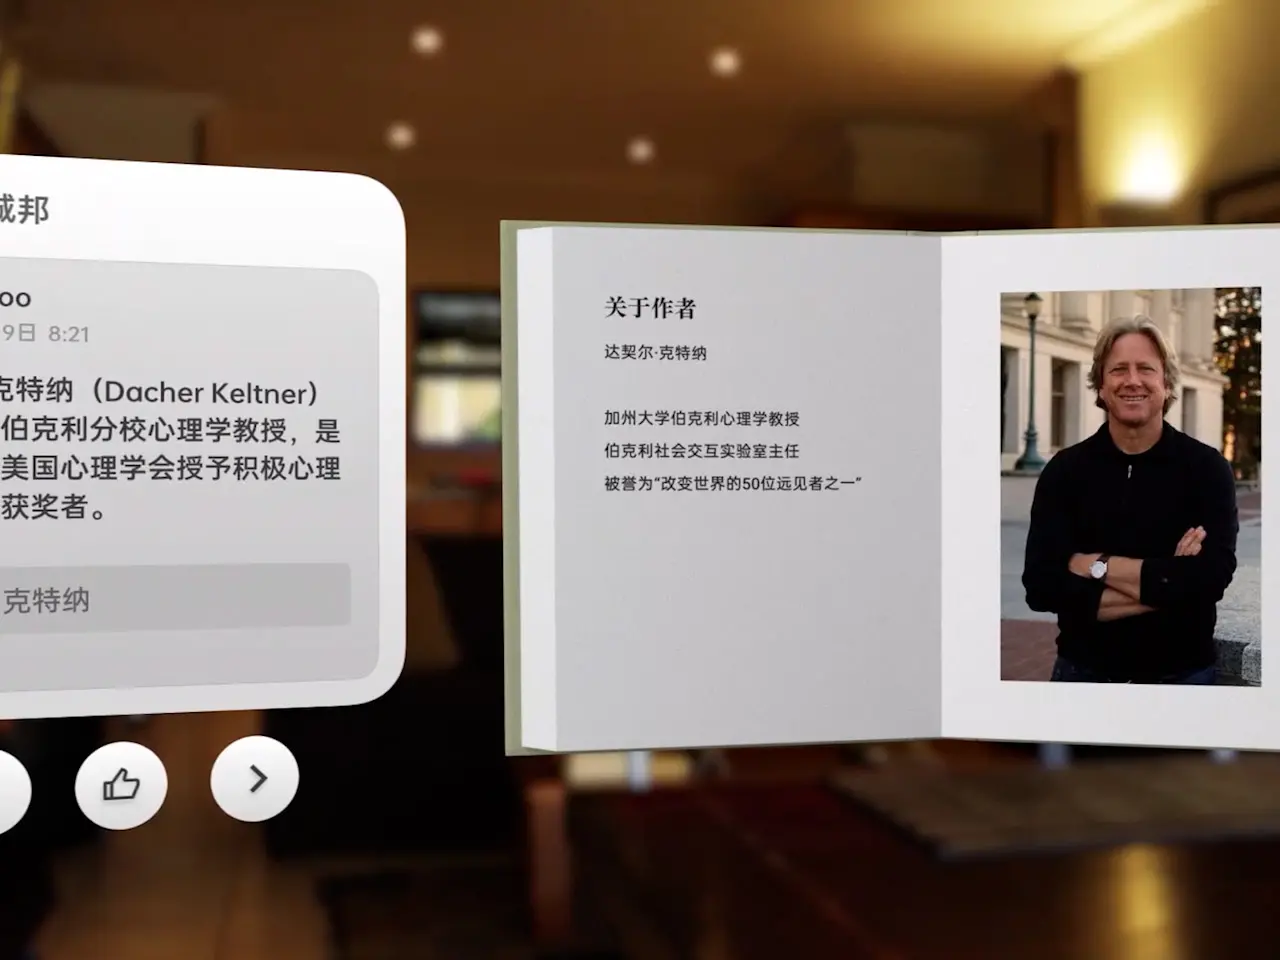 城邦
oo
9日 8:21
克特纳（Dacher Keltner）
伯克利分校心理学教授，是
美国心理学会授予积极心理
获奖者。
克特纳
关于作者
达契尔·克特纳
加州大学伯克利心理学教授
伯克利社会交互实验室主任
被誉为“改变世界的50位远见者之一”